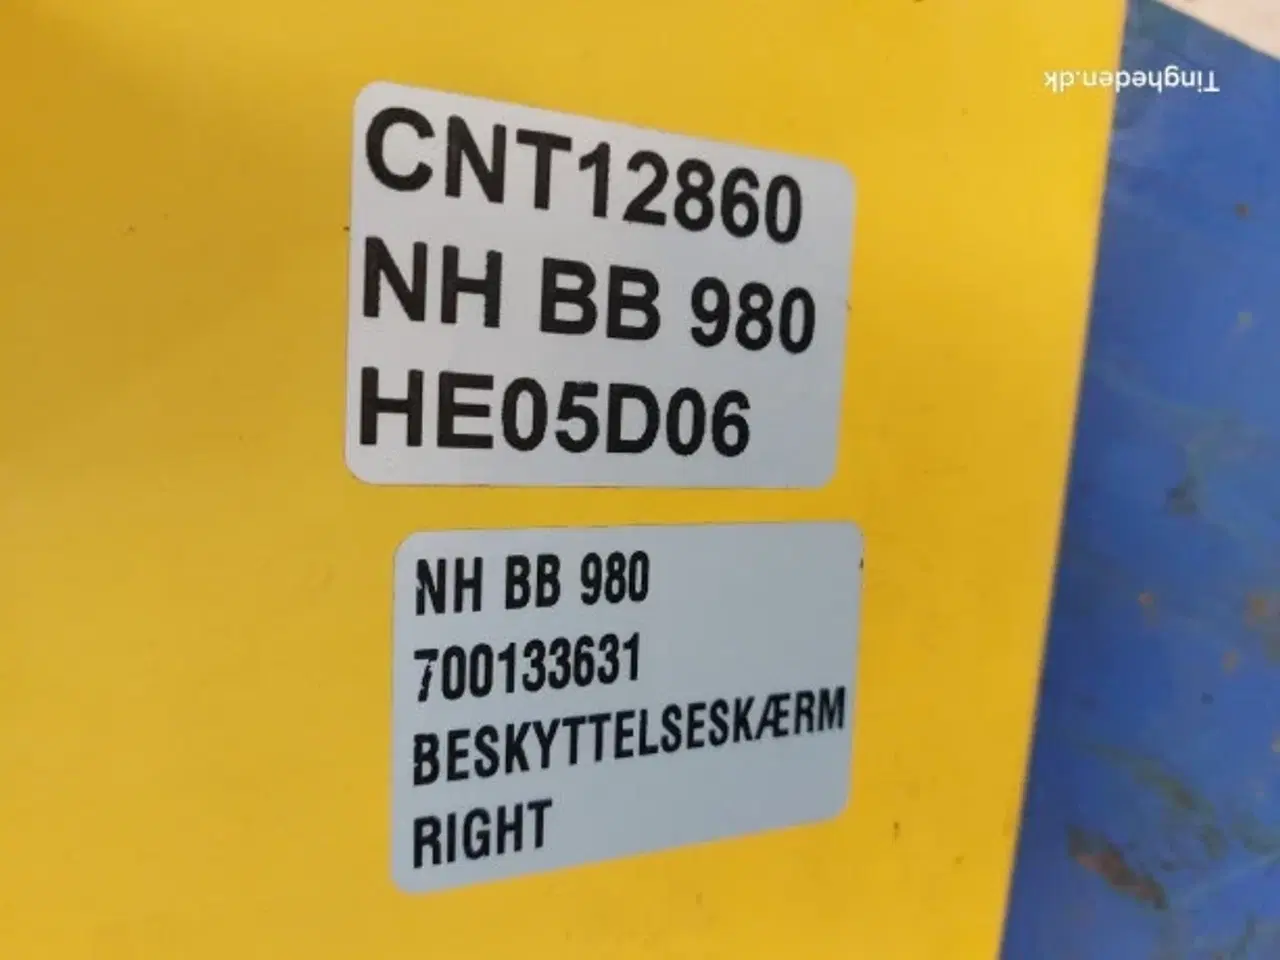 Tingheden.dk
CNT12860
NH BB 980
HE05D06
NH BB 980
700133631
BESKYTTELSESKÆRM
RIGHT